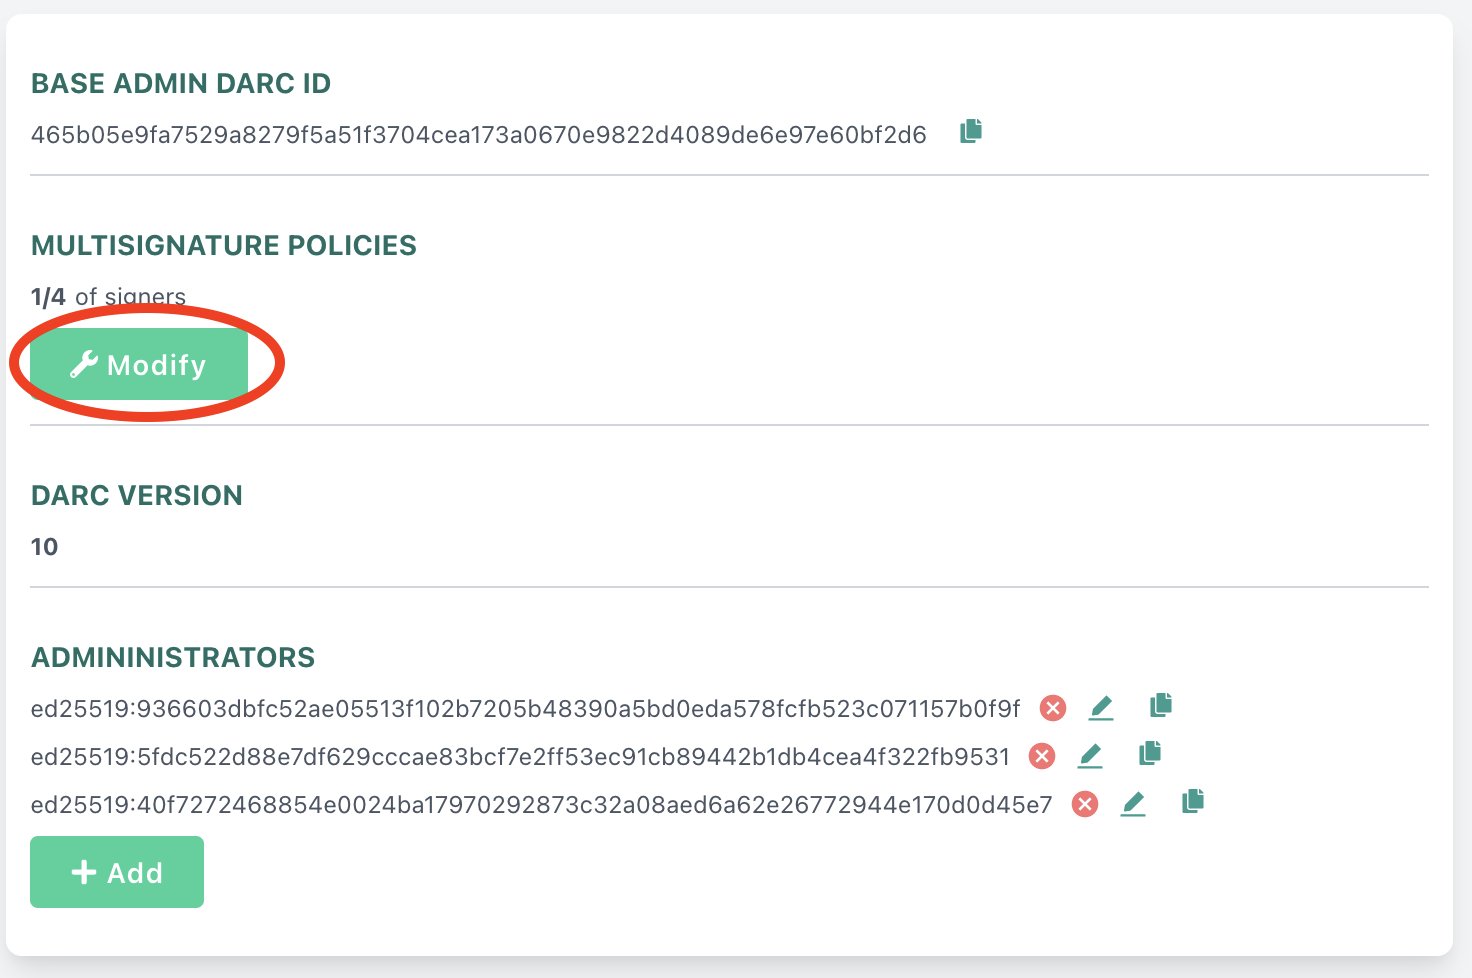 BASE ADMIN DARC ID
465b05e9fa7529a8279f5a51f3704cea173a0670e9822d4089de6e97e60bf2d6
MULTISIGNATURE POLICIES
1/4 of signers
Modify
DARC VERSION
10
ADMININISTRATORS
ed25519:936603dbfc52ae05513f102b7205b48390a5bd0eda578fcfb523c071157b0f9f
ed25519:5fdc522d88e7df629cccae83bcf7e2ff53ec91cb89442b1db4cea4f322fb9531
ed25519:40f7272468854e0024ba17970292873c32a08aed6a62e26772944e170d0d45e7
Add